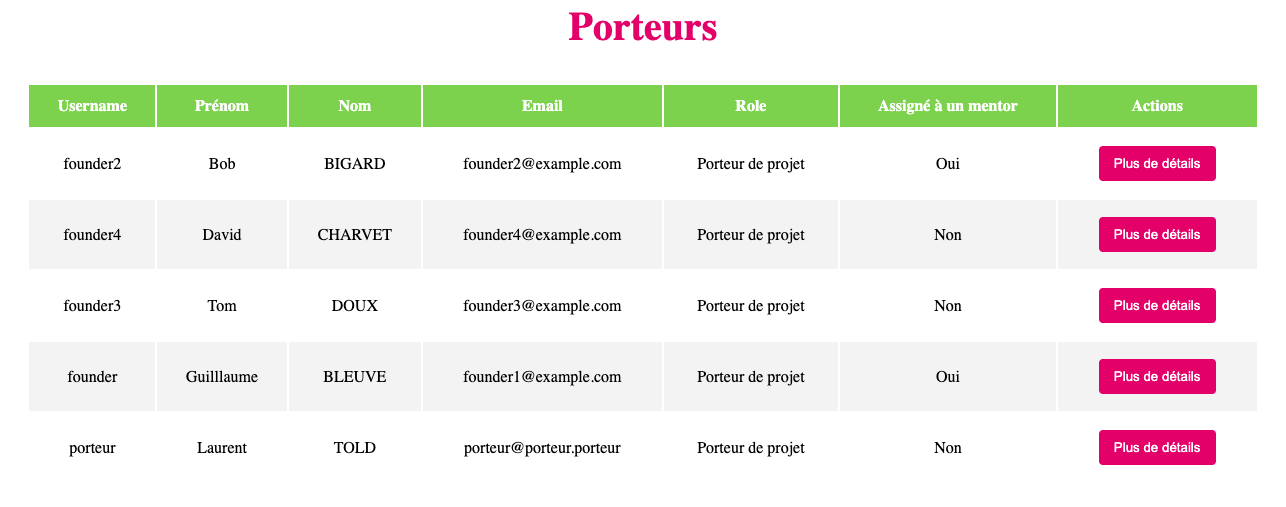 Porteurs
Username Prénom Nom Email Role Assigné à un mentor Actions
founder2 Bob BIGARD founder2@example.com Porteur de projet Oui Plus de détails
founder4 David CHARVET founder4@example.com Porteur de projet Non Plus de détails
founder3 Tom DOUX founder3@example.com Porteur de projet Non Plus de détails
founder Guilllaume BLEUVE founder1@example.com Porteur de projet Oui Plus de détails
porteur Laurent TOLD porteur@porteur.porteur Porteur de projet Non Plus de détails